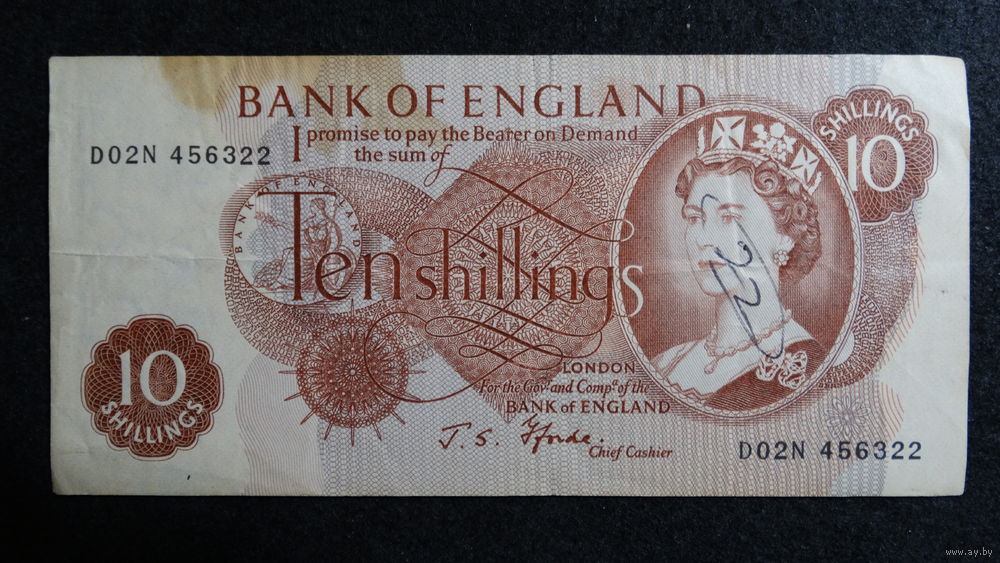 BANK OF ENGLAND
I promise to pay the Bearer on Demand
the sum of
D02N 456322
SHILLINGS
10
BANK OF ENGLAND
Ten shillings
LONDON
For the Govr. and Compa. of the
BANK of ENGLAND
10
SHILLINGS
J. S. Fforde.
Chief Cashier
D02N 456322
www.ay.by